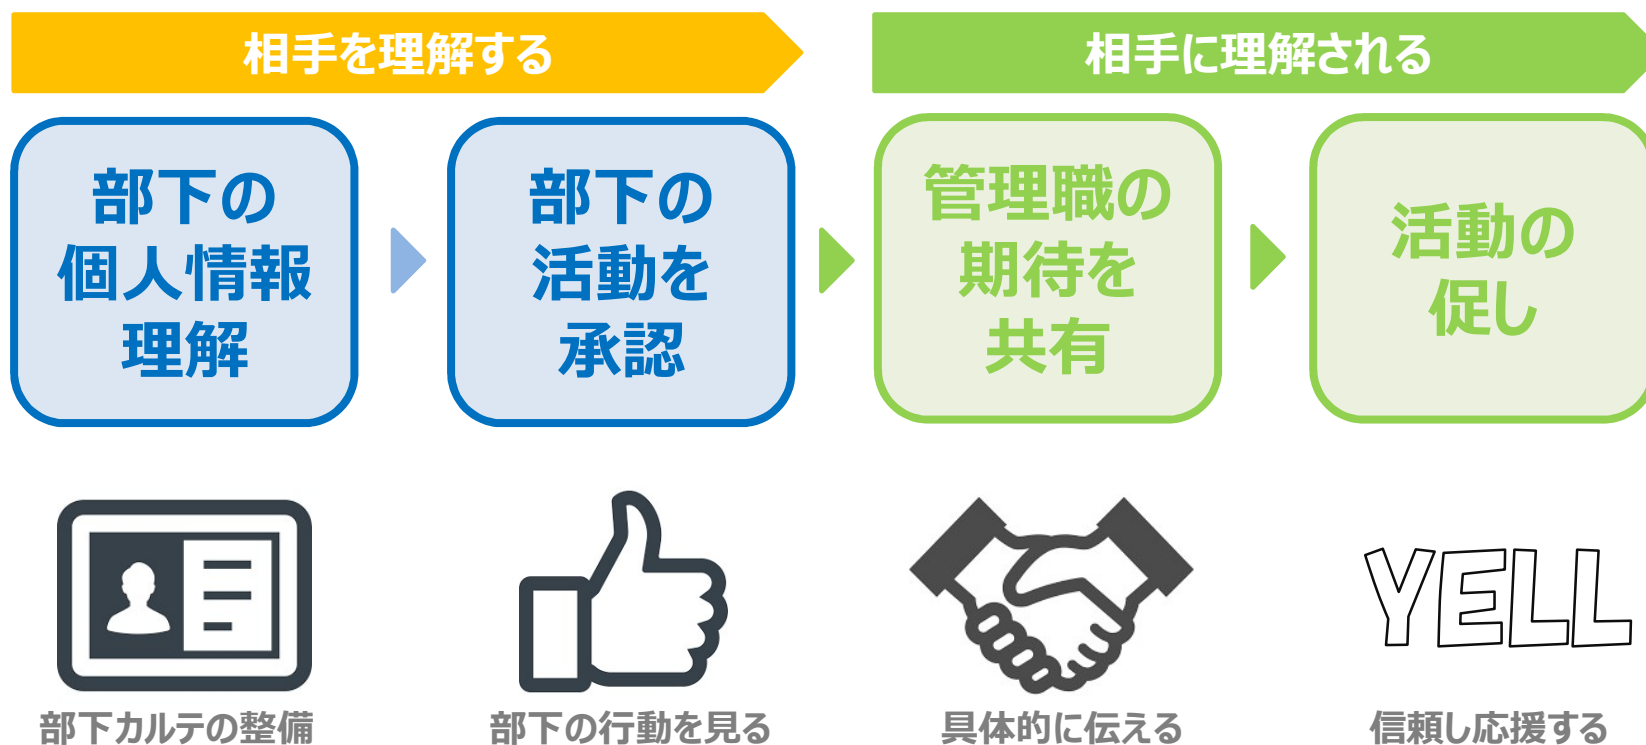 相手を理解する
相手に理解される
部下の
個人情報
理解
部下の
活動を
承認
管理職の
期待を
共有
活動の
促し
YELL
部下カルテの整備
部下の行動を見る
具体的に伝える
信頼し応援する